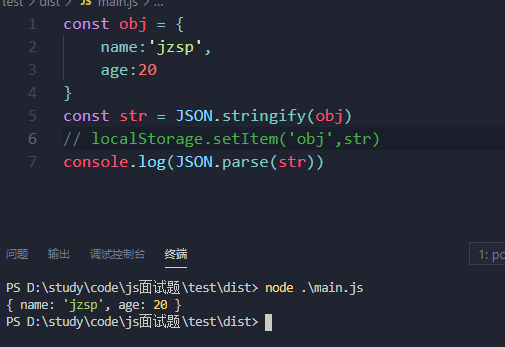 test > dist > JS main.js > ...
1 const obj = {
2 name:'jzsp',
3 age:20
4 }
5 const str = JSON.stringify(obj)
6 // localStorage.setItem('obj',str)
7 console.log(JSON.parse(str))
问题 输出 调试控制台 终端 1:
PS D:\study\code\js面试题\test\dist> node .\main.js
{ name: 'jzsp', age: 20 }
PS D:\study\code\js面试题\test\dist>